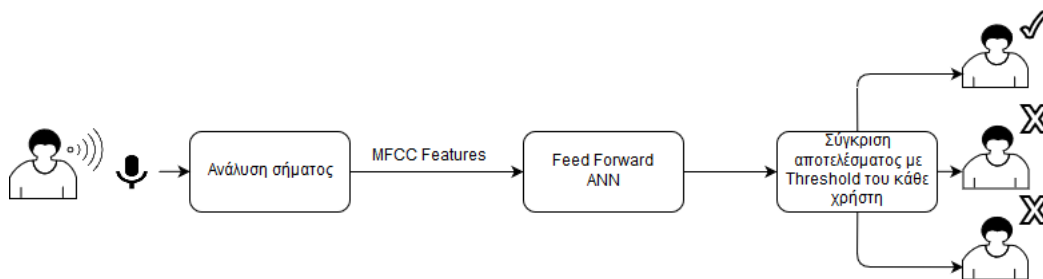 Ανάλυση σήματος
MFCC Features
Feed Forward
ANN
Σύγκριση
αποτελέσματος με
Threshold του κάθε
χρήστη